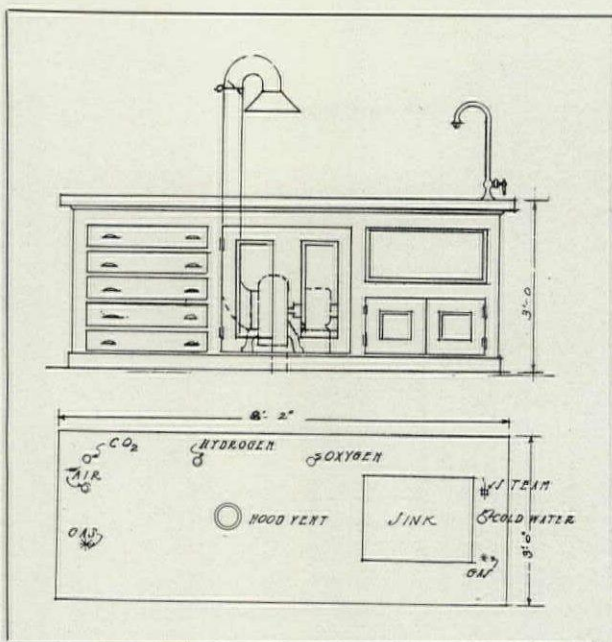 3'-0
8'-2"
CO2
HYDROGEN
OXYGEN
AIR
STEAM
HOOD VENT
SINK
COLD WATER
GAS
GAS
3'-0"